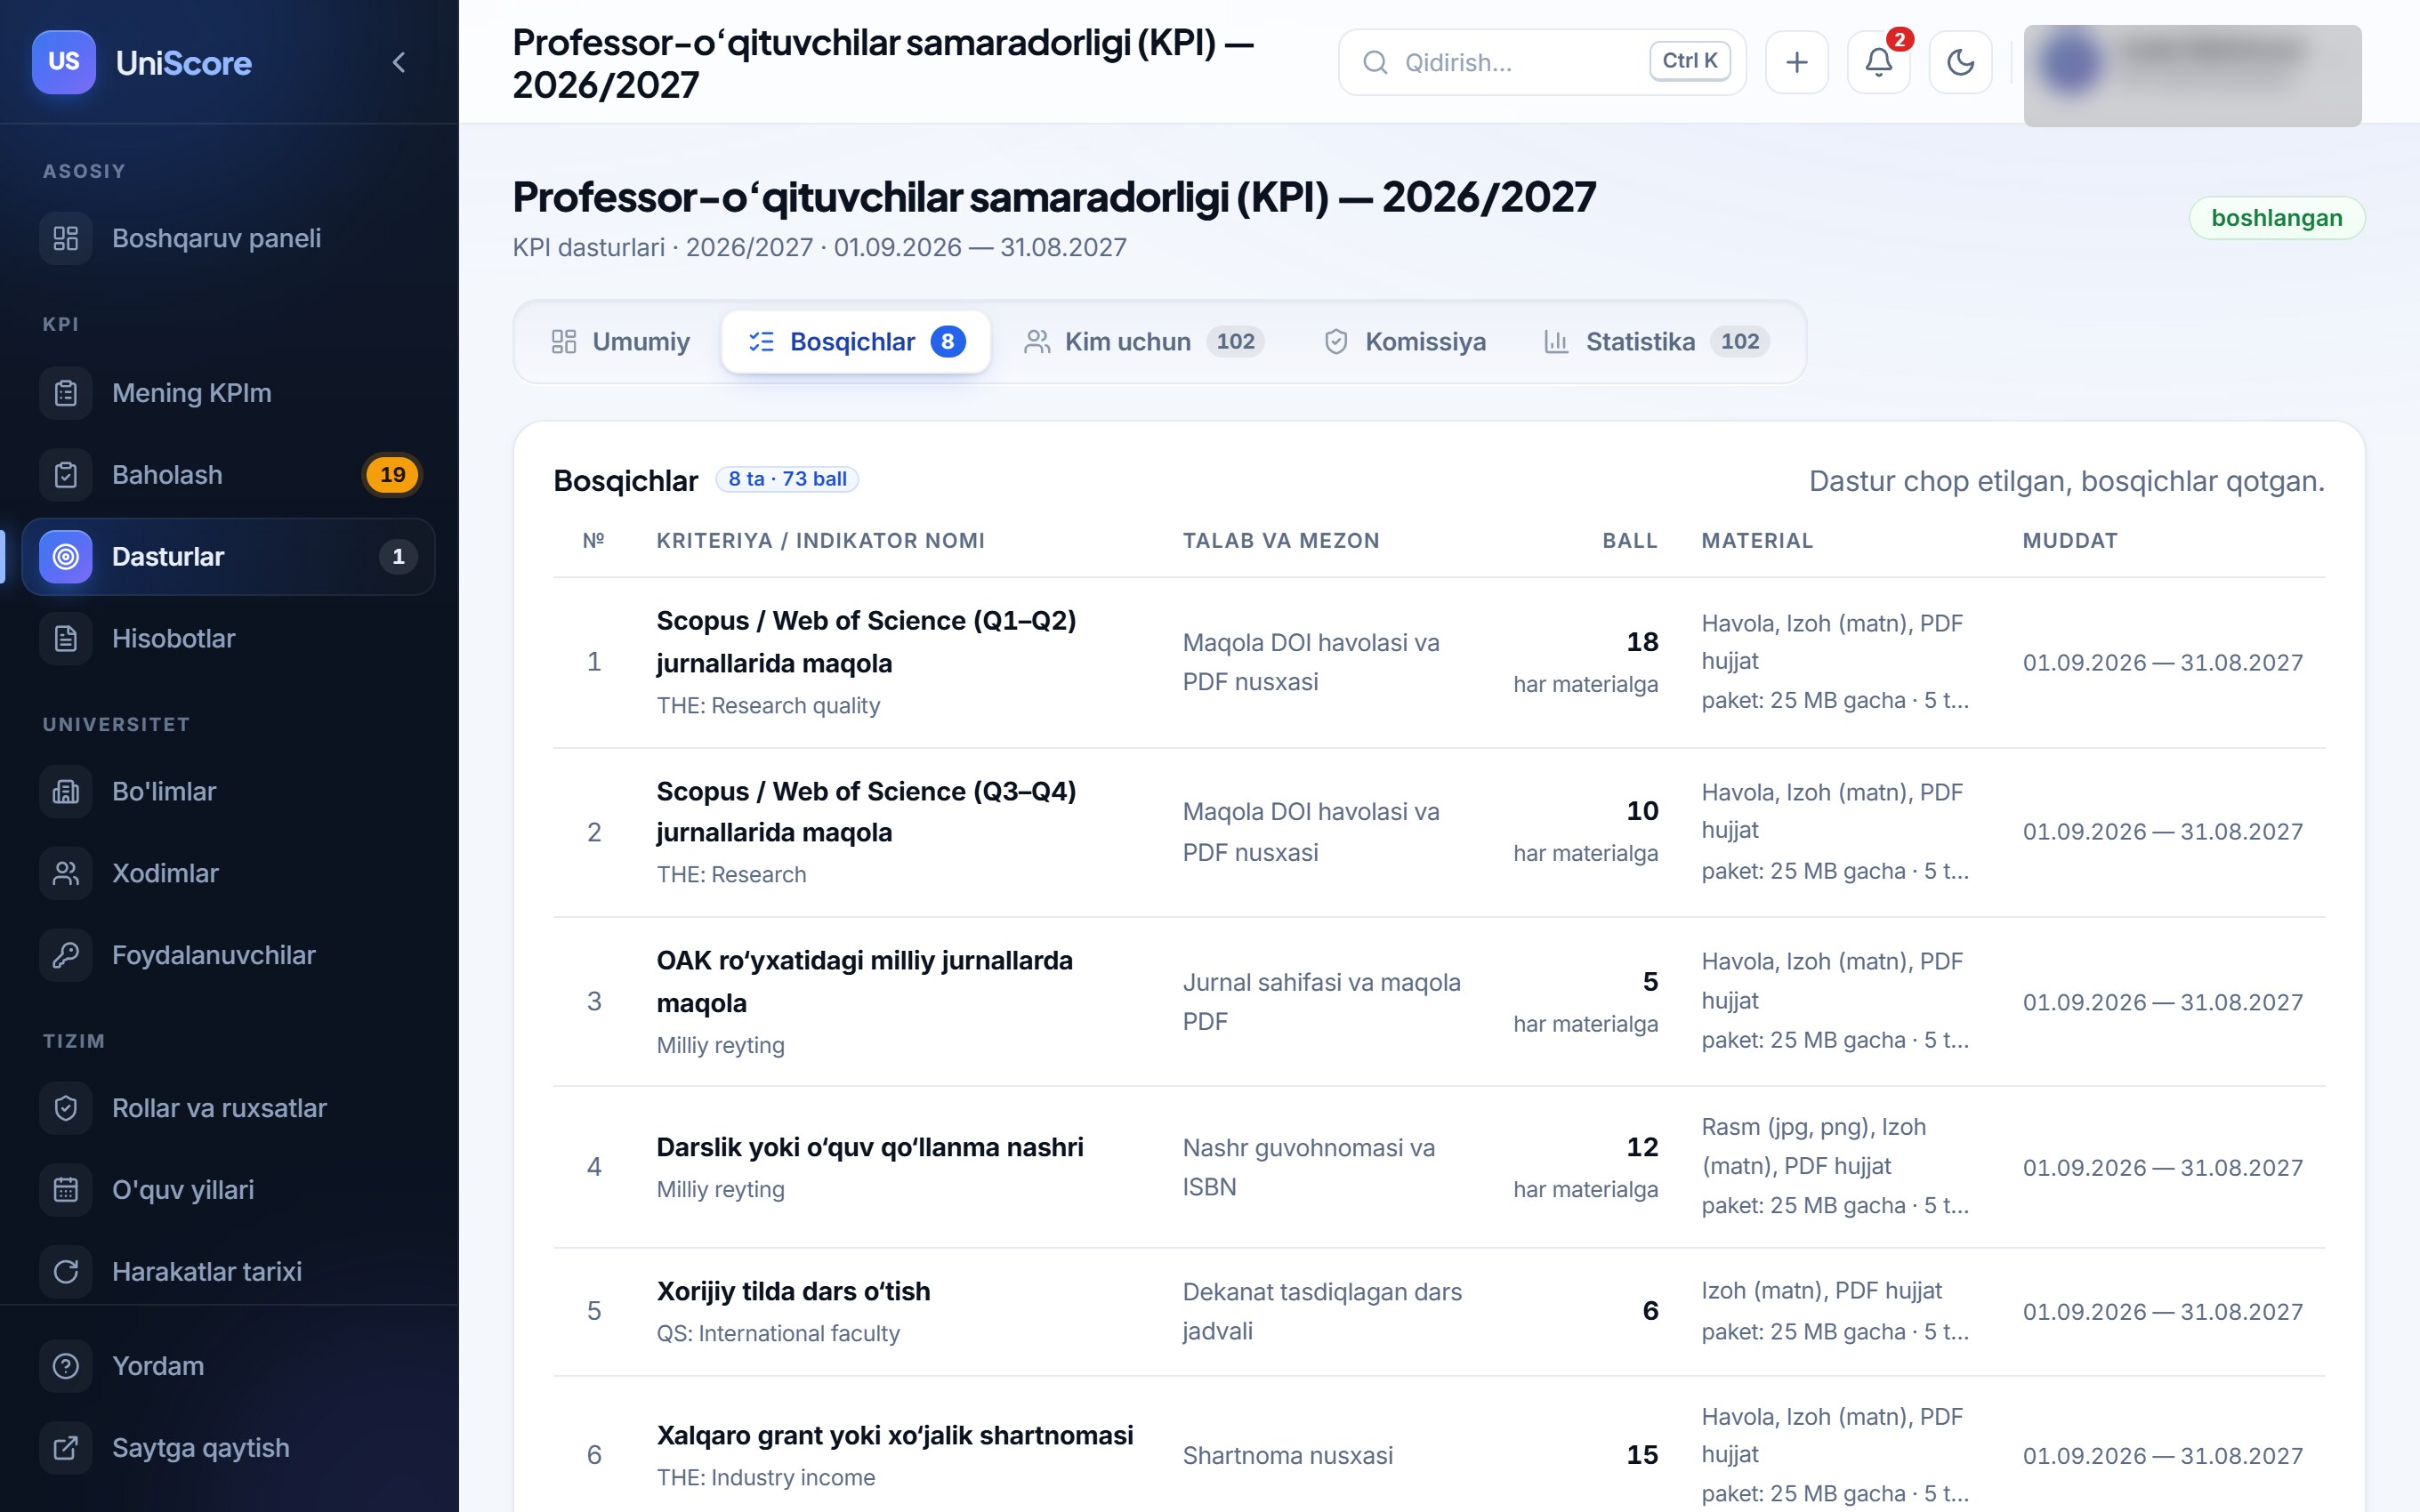 US
UniScore
ASOSIY
Boshqaruv paneli
KPI
Mening KPIm
Baholash 19
Dasturlar 1
Hisobotlar
UNIVERSITET
Bo'limlar
Xodimlar
Foydalanuvchilar
TIZIM
Rollar va ruxsatlar
O'quv yillari
Harakatlar tarixi
Yordam
Saytga qaytish
Professor-o‘qituvchilar samaradorligi (KPI) —
2026/2027
Qidirish... Ctrl K
2
Professor-o‘qituvchilar samaradorligi (KPI) — 2026/2027
KPI dasturlari · 2026/2027 · 01.09.2026 — 31.08.2027
boshlangan
Umumiy Bosqichlar 8 Kim uchun 102 Komissiya Statistika 102
Bosqichlar 8 ta · 73 ball
Dastur chop etilgan, bosqichlar qotgan.
№ KRITERIYA / INDIKATOR NOMI TALAB VA MEZON BALL MATERIAL MUDDAT
1
Scopus / Web of Science (Q1–Q2)
jurnallarida maqola
THE: Research quality
Maqola DOI havolasi va
PDF nusxasi
18
har materialga
Havola, Izoh (matn), PDF
hujjat
paket: 25 MB gacha · 5 t...
01.09.2026 — 31.08.2027
2
Scopus / Web of Science (Q3–Q4)
jurnallarida maqola
THE: Research
Maqola DOI havolasi va
PDF nusxasi
10
har materialga
Havola, Izoh (matn), PDF
hujjat
paket: 25 MB gacha · 5 t...
01.09.2026 — 31.08.2027
3
OAK ro‘yxatidagi milliy jurnallarda
maqola
Milliy reyting
Jurnal sahifasi va maqola
PDF
5
har materialga
Havola, Izoh (matn), PDF
hujjat
paket: 25 MB gacha · 5 t...
01.09.2026 — 31.08.2027
4
Darslik yoki o‘quv qo‘llanma nashri
Milliy reyting
Nashr guvohnomasi va
ISBN
12
har materialga
Rasm (jpg, png), Izoh
(matn), PDF hujjat
paket: 25 MB gacha · 5 t...
01.09.2026 — 31.08.2027
5
Xorijiy tilda dars o‘tish
QS: International faculty
Dekanat tasdiqlagan dars
jadvali
6
Izoh (matn), PDF hujjat
paket: 25 MB gacha · 5 t...
01.09.2026 — 31.08.2027
6
Xalqaro grant yoki xo‘jalik shartnomasi
THE: Industry income
Shartnoma nusxasi
15
Havola, Izoh (matn), PDF
hujjat
paket: 25 MB gacha · 5 t...
01.09.2026 — 31.08.2027